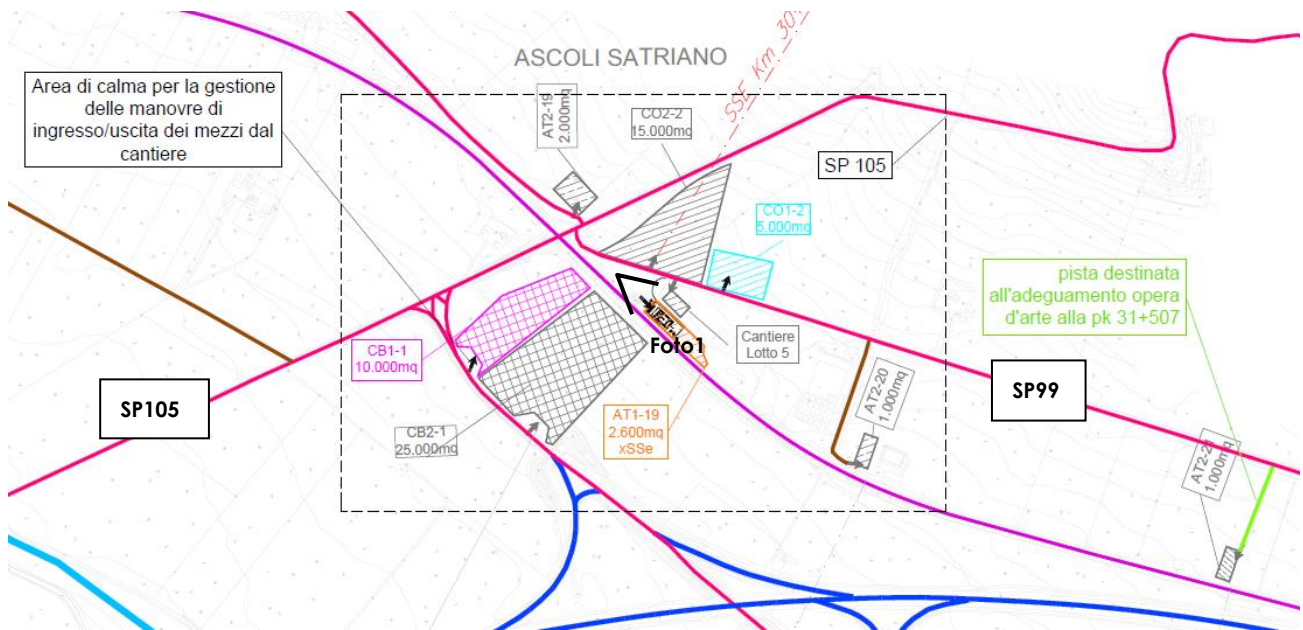 ASCOLI SATRIANO
SSE Km 30+
Area di calma per la gestione
delle manovre di
ingresso/uscita dei mezzi dal
cantiere
AT2-19
2.000mq
CO2-2
15.000mq
SP 105
CO1-2
5.000mq
pista destinata
all'adeguamento opera
d'arte alla pk 31+507
CB1-1
10.000mq
Foto1
Cantiere
Lotto 5
SP105
SP99
AT2-20
1.000mq
AT1-19
2.600mq
xSSe
CB2-1
25.000mq
AT2-21
1.000mq